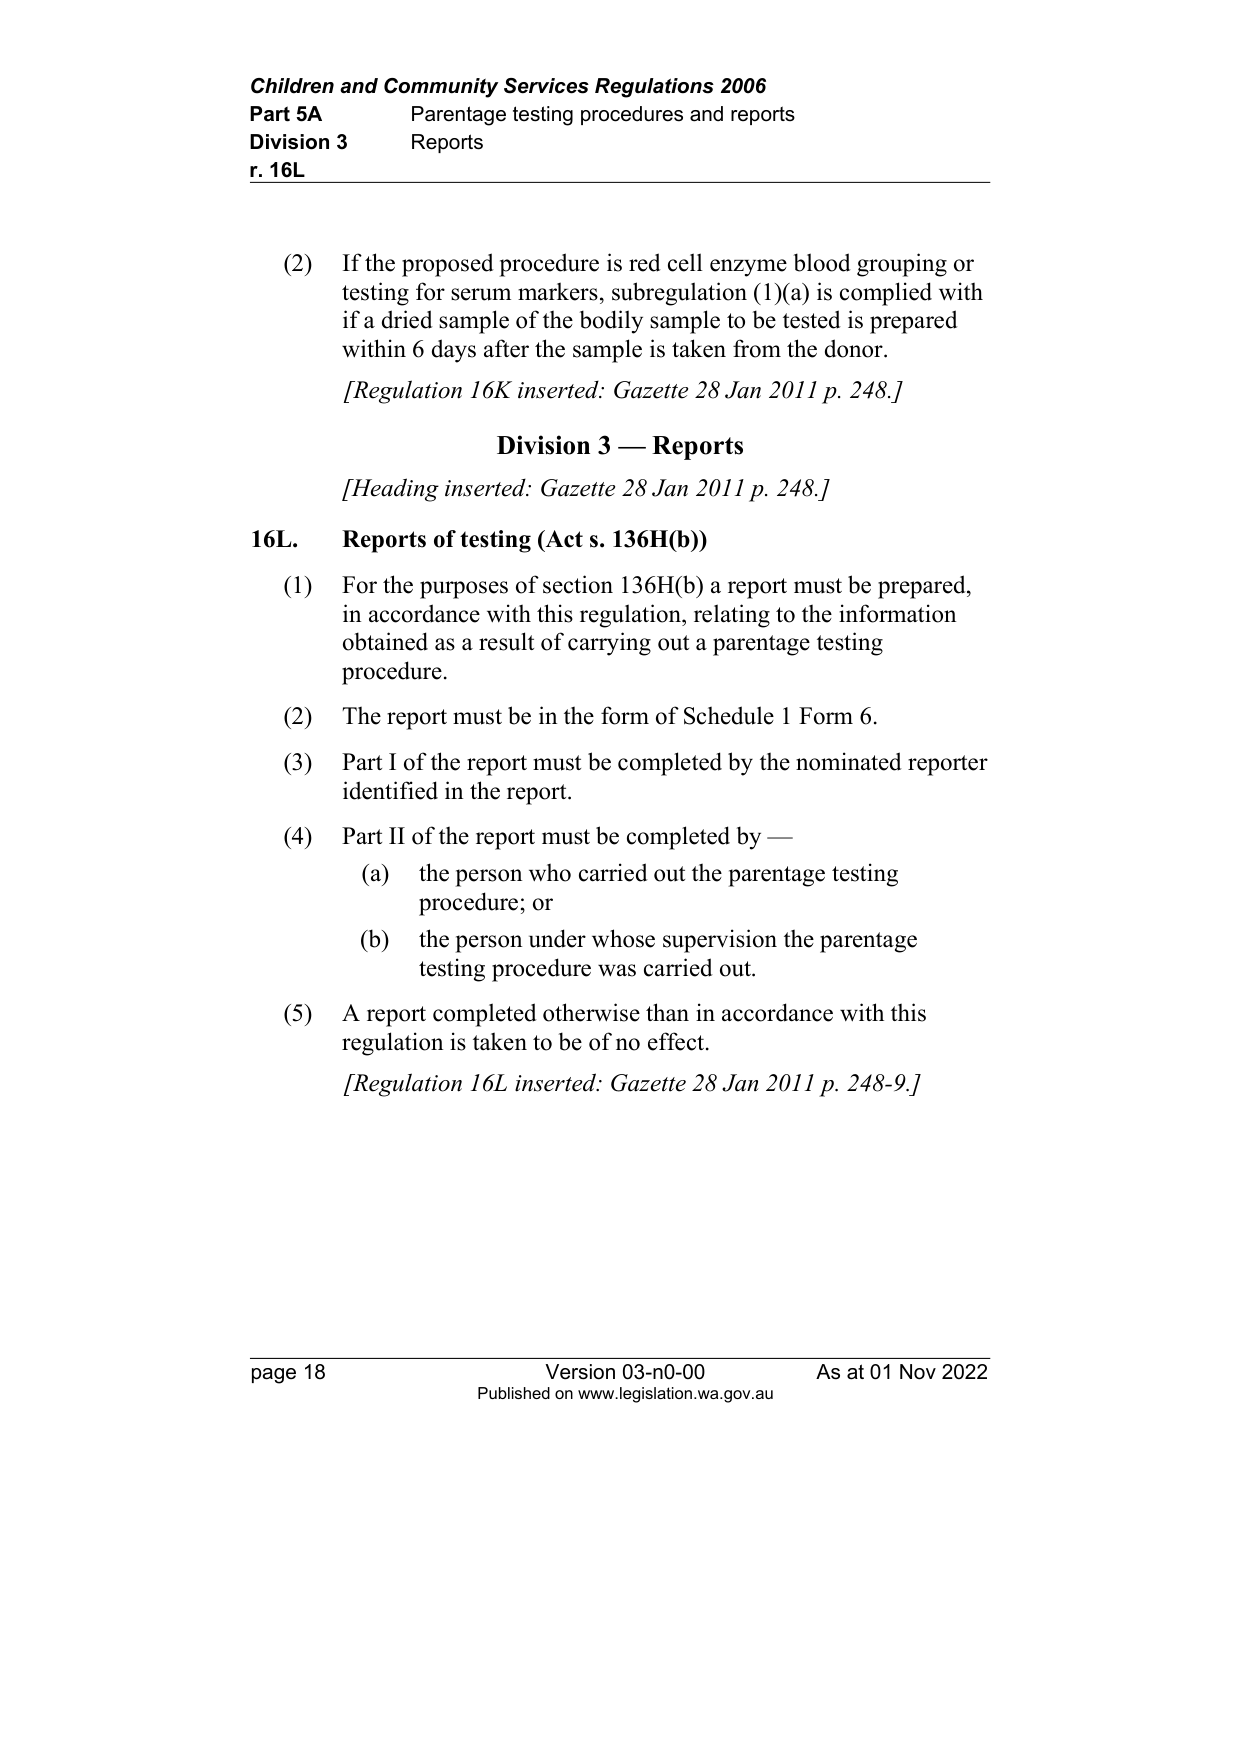 Children and Community Services Regulations 2006
Part 5A Parentage testing procedures and reports
Division 3 Reports
r. 16L
(2) If the proposed procedure is red cell enzyme blood grouping or
testing for serum markers, subregulation (1)(a) is complied with
if a dried sample of the bodily sample to be tested is prepared
within 6 days after the sample is taken from the donor.
[Regulation 16K inserted: Gazette 28 Jan 2011 p. 248.]
Division 3 — Reports
[Heading inserted: Gazette 28 Jan 2011 p. 248.]
16L. Reports of testing (Act s. 136H(b))
(1) For the purposes of section 136H(b) a report must be prepared,
in accordance with this regulation, relating to the information
obtained as a result of carrying out a parentage testing
procedure.
(2) The report must be in the form of Schedule 1 Form 6.
(3) Part I of the report must be completed by the nominated reporter
identified in the report.
(4) Part II of the report must be completed by —
(a) the person who carried out the parentage testing
procedure; or
(b) the person under whose supervision the parentage
testing procedure was carried out.
(5) A report completed otherwise than in accordance with this
regulation is taken to be of no effect.
[Regulation 16L inserted: Gazette 28 Jan 2011 p. 248-9.]
page 18 Version 03-n0-00 As at 01 Nov 2022
Published on www.legislation.wa.gov.au